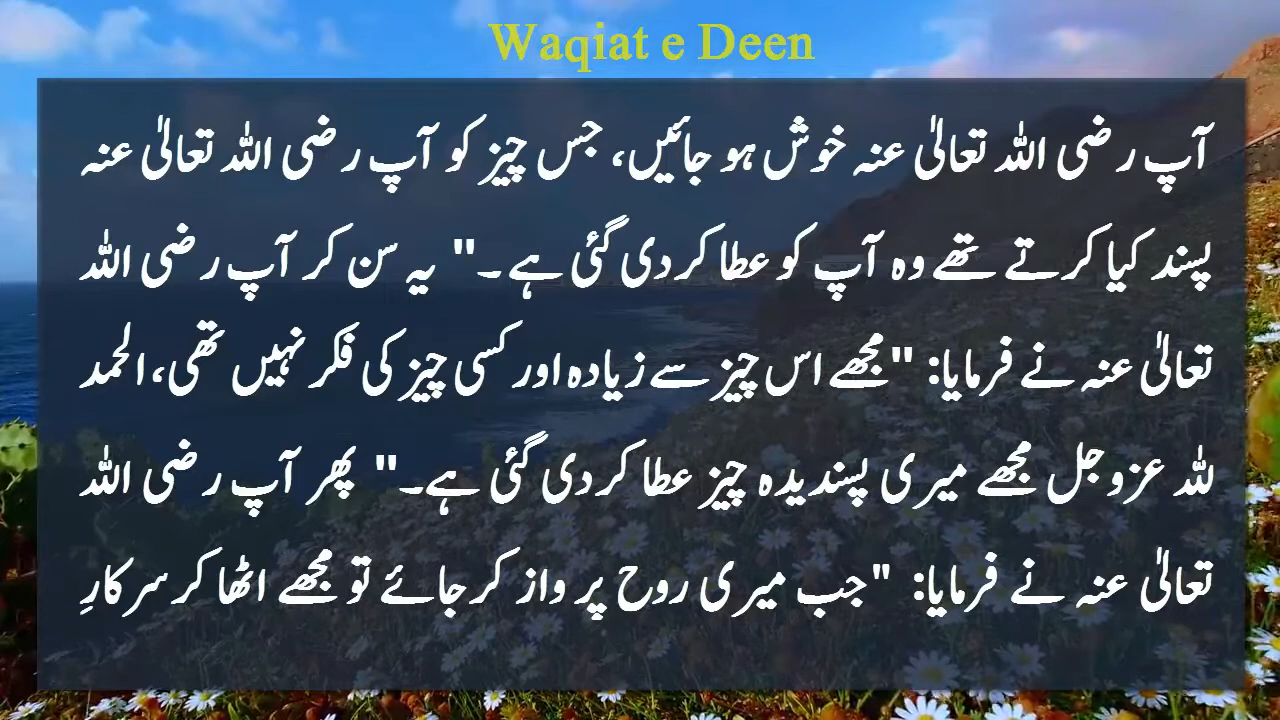 Waqiat e Deen
آپ رضی اللہ تعالیٰ عنہ خوش ہو جائیں، جس چیز کو آپ رضی اللہ تعالیٰ عنہ
پسند کیا کرتے تھے وہ آپ کو عطا کر دی گئی ہے۔" یہ سن کر آپ رضی اللہ
تعالیٰ عنہ نے فرمایا: "مجھے اس چیز سے زیادہ اور کسی چیز کی فکر نہیں تھی، الحمد
للہ عزوجل مجھے میری پسندیدہ چیز عطا کر دی گئی ہے۔" پھر آپ رضی اللہ
تعالیٰ عنہ نے فرمایا: "جب میری روح پرواز کر جائے تو مجھے اٹھا کر سرکارِ